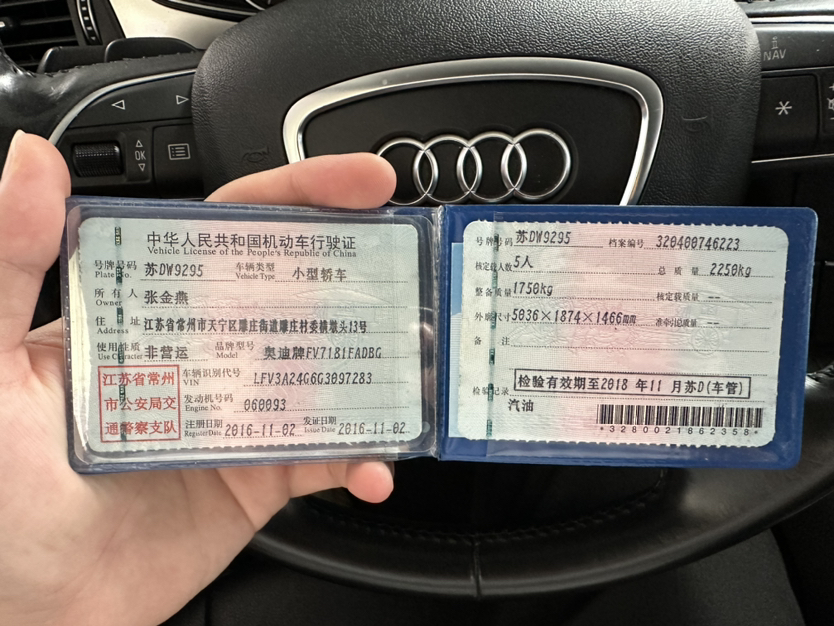 NAV
OK
中华人民共和国机动车行驶证
Vehicle License of the People's Republic of China
号牌号码 苏DW9295 车辆类型 小型轿车
Plate No. Vehicle Type
所有人 张金燕
Owner
住址 江苏省常州市天宁区雕庄街道雕庄村委横墩头13号
Address
使用性质 非营运 品牌型号 奥迪牌FV7181FADBG
Use Character Model
江苏省常州
市公安局交
通警察支队
车辆识别代号 LFV3A24G6G3097283
VIN
发动机号码 060093
Engine No.
注册日期 2016-11-02 发证日期 2016-11-02
Register Date Issue Date
号牌号码 苏DW9295 档案编号 320400746223
核定载人数 5人 总质量 2250kg
整备质量 1750kg 核定载质量 --
外廓尺寸 5036×1874×1466mm 准牵引总质量 --
备注
检验记录 检验有效期至2018年11月苏D(车管)
汽油
*3280021662358*